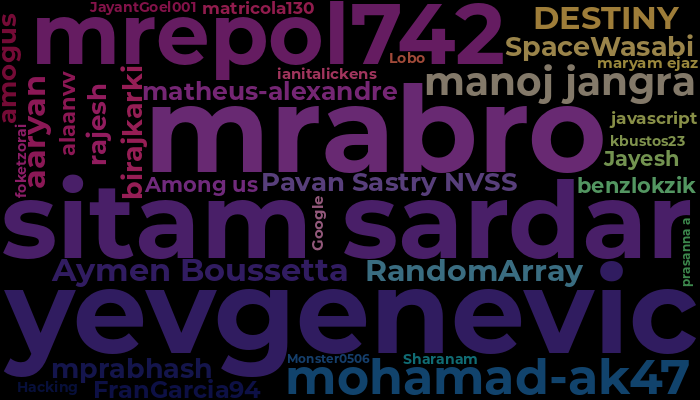 JayantGoel001
matricola130
DESTINY
mrepol742
amogus
SpaceWasabi
Lobo
maryam ejaz
ianitalickens
manoj jangra
matheus-alexandre
aaryan
alaanvv
rajesh
birajkarki
mrabro
javascript
foketzorai
kbustos23
Jayesh
Among us
Pavan Sastry NVSS
benzlokzik
sitam sardar
Google
prasanna a
Aymen Boussetta
RandomArray
yevgenevic
mprabhash
Monster0506
Sharanam
mohamad-ak47
Hacking
FranGarcia94